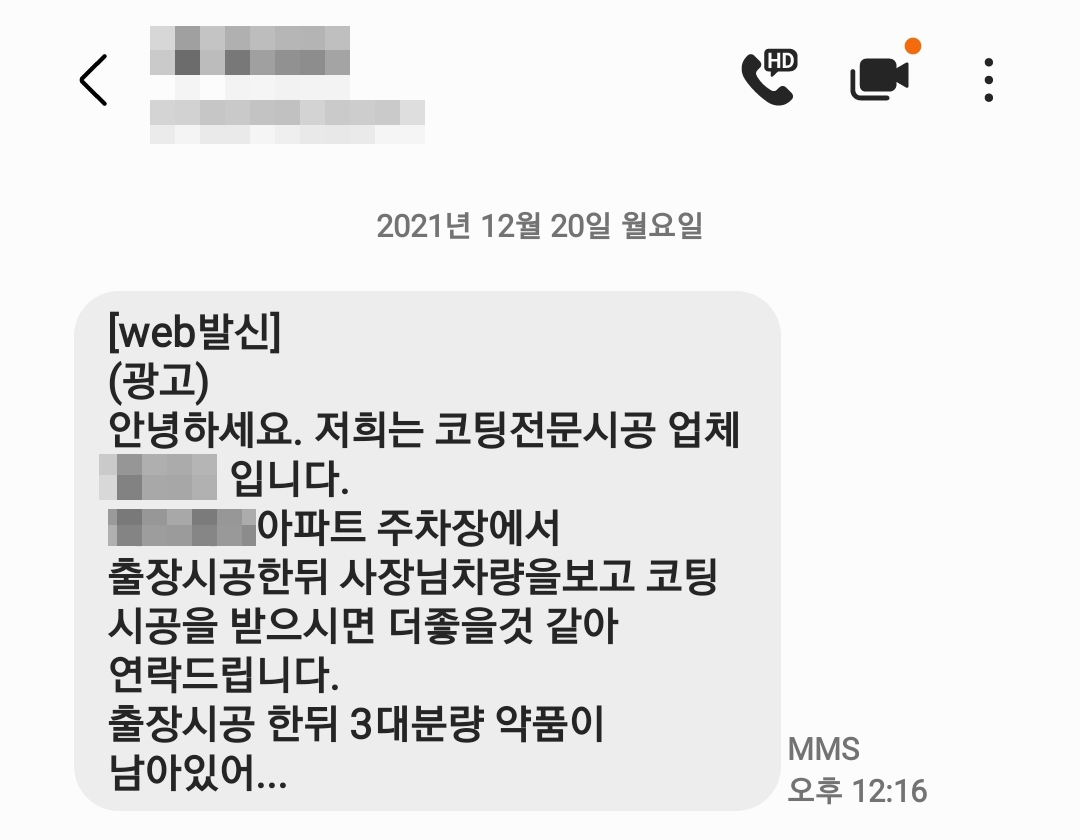 HD
2021년 12월 20일 월요일
[web발신]
(광고)
안녕하세요. 저희는 코팅전문시공 업체
입니다.
아파트 주차장에서
출장시공한뒤 사장님차량을보고 코팅
시공을 받으시면 더좋을것 같아
연락드립니다.
출장시공 한뒤 3대분량 약품이
남아있어...
MMS
오후 12:16